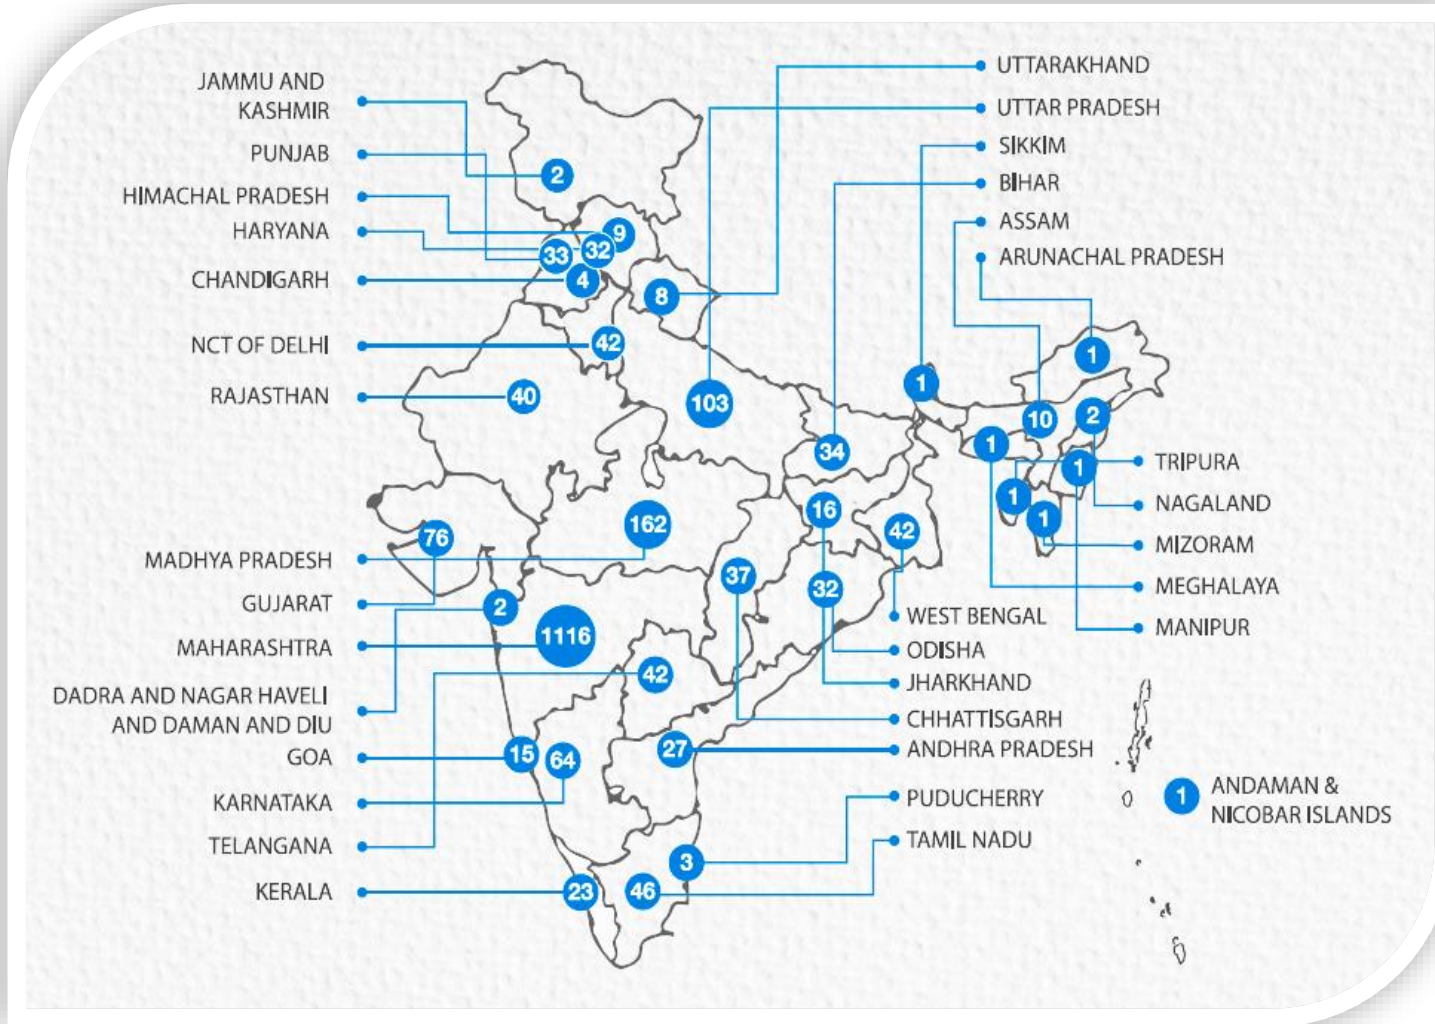 JAMMU AND
KASHMIR
PUNJAB
HIMACHAL PRADESH
HARYANA
CHANDIGARH
NCT OF DELHI
RAJASTHAN
MADHYA PRADESH
GUJARAT
MAHARASHTRA
DADRA AND NAGAR HAVELI
AND DAMAN AND DIU
GOA
KARNATAKA
TELANGANA
KERALA
2
9
32
33
4
8
42
40
103
34
1
1
10
2
1
1
1
1
16
162
42
76
37
32
2
1116
42
15
64
27
3
23
46
UTTARAKHAND
UTTAR PRADESH
SIKKIM
BIHAR
ASSAM
ARUNACHAL PRADESH
TRIPURA
NAGALAND
MIZORAM
MEGHALAYA
MANIPUR
WEST BENGAL
ODISHA
JHARKHAND
CHHATTISGARH
ANDHRA PRADESH
PUDUCHERRY
TAMIL NADU
1
ANDAMAN &
NICOBAR ISLANDS